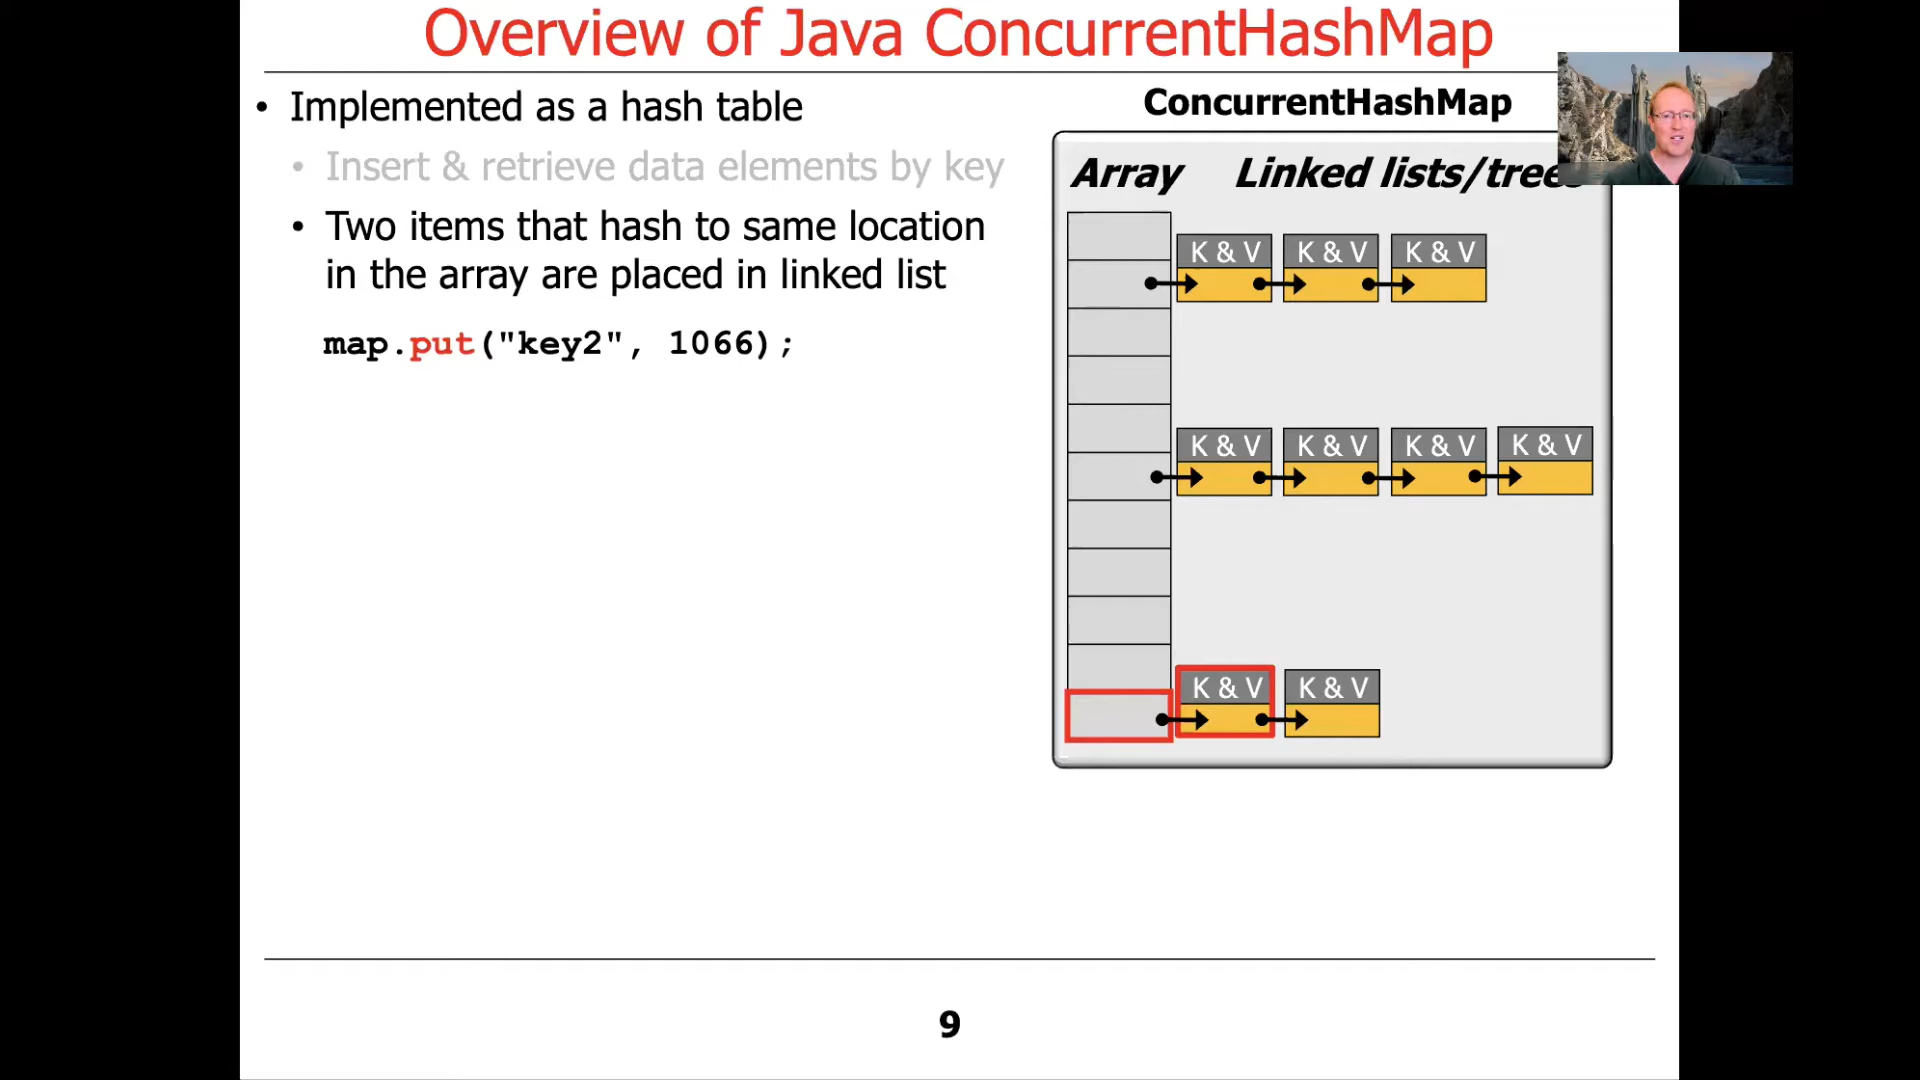 Overview of Java ConcurrentHashMap
• Implemented as a hash table
• Insert & retrieve data elements by key
• Two items that hash to same location
in the array are placed in linked list
map.put("key2", 1066);
ConcurrentHashMap
Array Linked lists/trees
K & V K & V K & V
K & V K & V K & V K & V
K & V K & V
9